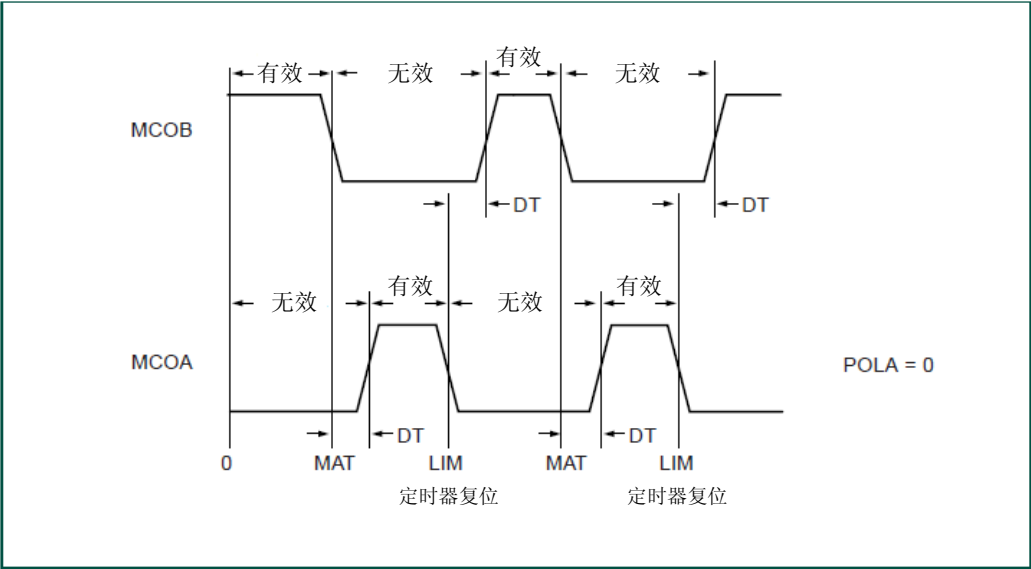 有效 无效 有效 无效
MCOB
DT DT
无效 有效 无效 有效
MCOA
POLA = 0
DT DT
0 MAT LIM MAT LIM
定时器复位 定时器复位